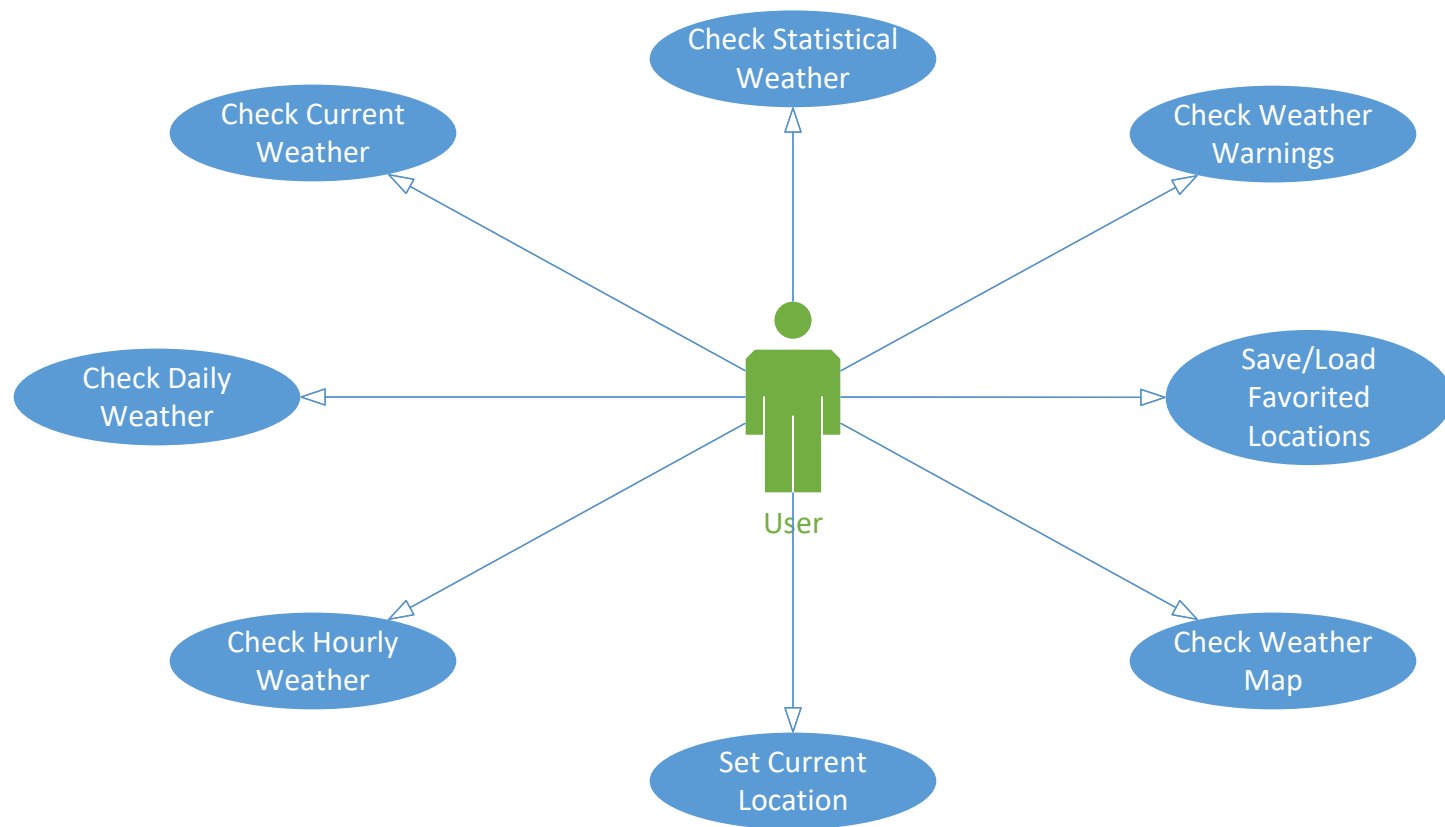 Check Statistical
Weather
Check Current
Weather
Check Weather
Warnings
Check Daily
Weather
Save/Load
Favorited
Locations
User
Check Hourly
Weather
Check Weather
Map
Set Current
Location